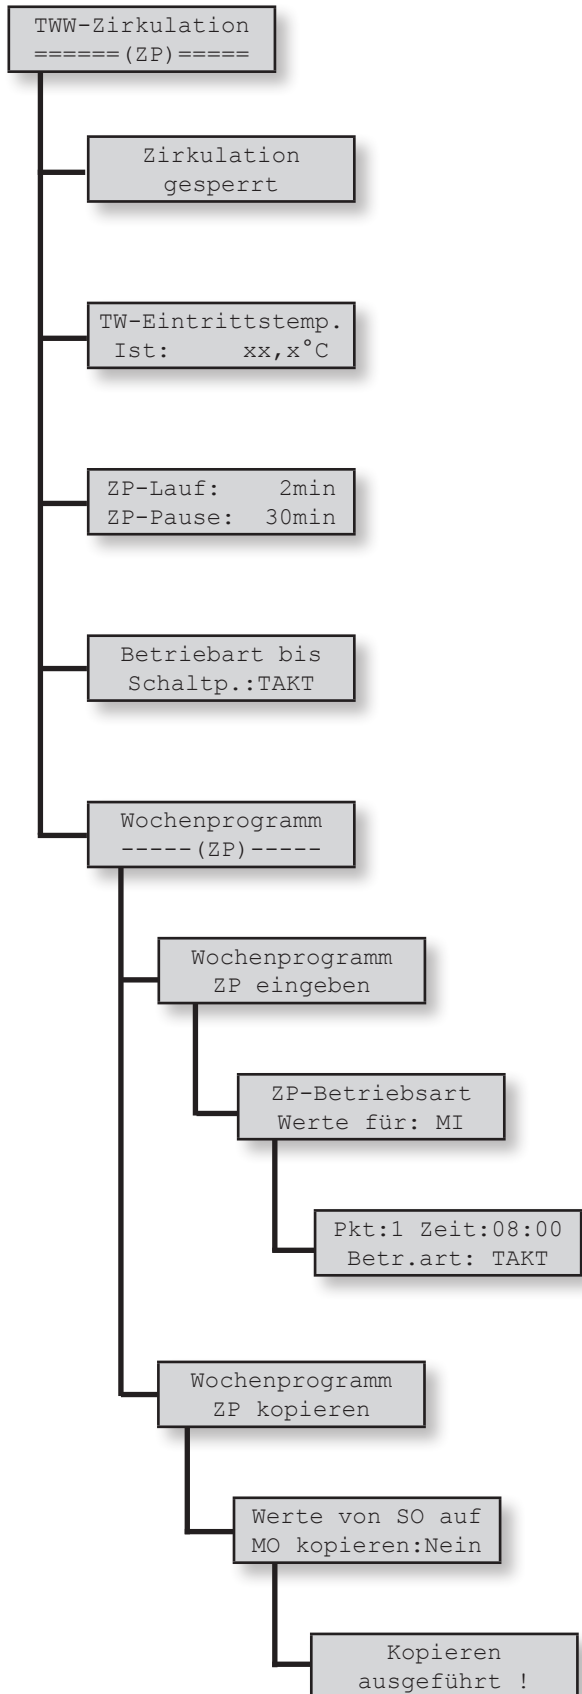 TWW-Zirkulation
======(ZP)=====
Zirkulation
gesperrt
TW-Eintrittstemp.
Ist: xx,x°C
ZP-Lauf: 2min
ZP-Pause: 30min
Betriebart bis
Schaltp.:TAKT
Wochenprogramm
-----(ZP)-----
Wochenprogramm
ZP eingeben
ZP-Betriebsart
Werte für: MI
Pkt:1 Zeit:08:00
Betr.art: TAKT
Wochenprogramm
ZP kopieren
Werte von SO auf
MO kopieren:Nein
Kopieren
ausgeführt !